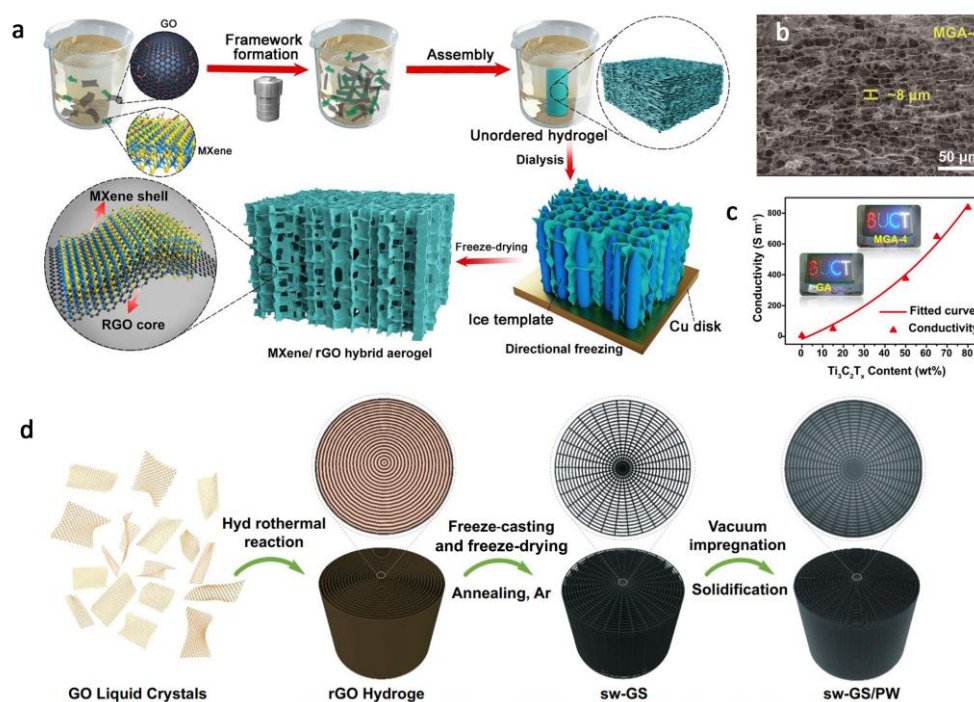 a
GO
Framework
formation
Assembly
MXene
Unordered hydrogel
Dialysis
MXene shell
RGO core
Freeze-drying
Ice template
Cu disk
MXene/ rGO hybrid aerogel
Directional freezing
b
MGA-4
~8 μm
50 μm
c
Conductivity (S m⁻¹)
800
600
400
200
0
BUCT
MGA-4
BUCT
GA
Fitted curve
Conductivity
0 10 20 30 40 50 60 70 80
Ti₃C₂Tₓ Content (wt%)
d
Hyd rothermal
reaction
Freeze-casting
and freeze-drying
Annealing, Ar
Vacuum
impregnation
Solidification
GO Liquid Crystals
rGO Hydroge
sw-GS
sw-GS/PW